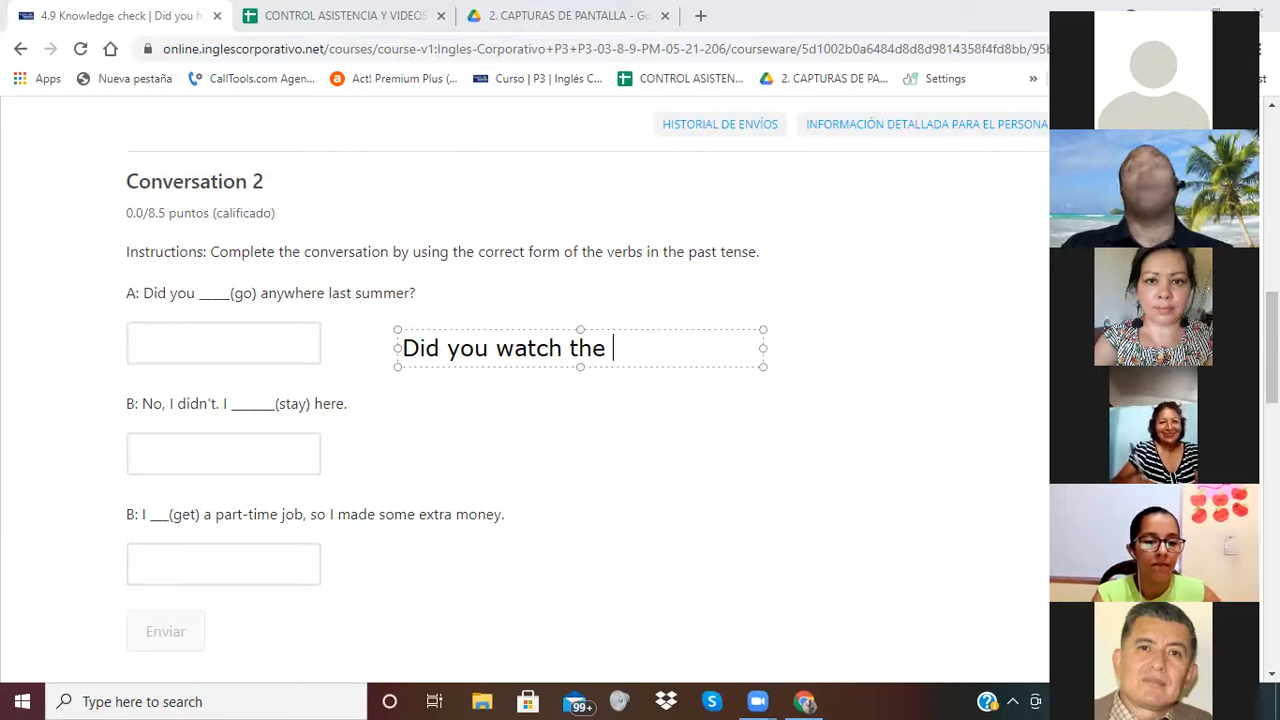 4.9 Knowledge check | Did you h
CONTROL ASISTENCIA Y VIDEO
2. CAPTURAS DE PANTALLA - Go
online.inglescorporativo.net/courses/course-v1:Ingles-Corporativo+P3+P3-03-8-9-PM-05-21-206/courseware/5d1002b0a6484d8d8d9814358f4fd8bb/95b
Apps
Nueva pestaña
CallTools.com Agen...
Act! Premium Plus (...
Curso | P3 | Inglés C...
CONTROL ASISTEN...
2. CAPTURAS DE PA...
Settings
»
HISTORIAL DE ENVÍOS
INFORMACIÓN DETALLADA PARA EL PERSONA
Conversation 2
0.0/8.5 puntos (calificado)
Instructions: Complete the conversation by using the correct form of the verbs in the past tense.
A: Did you _____(go) anywhere last summer?
Did you watch the
B: No, I didn't. I _______(stay) here.
B: I ___(get) a part-time job, so I made some extra money.
Enviar
Type here to search
99+